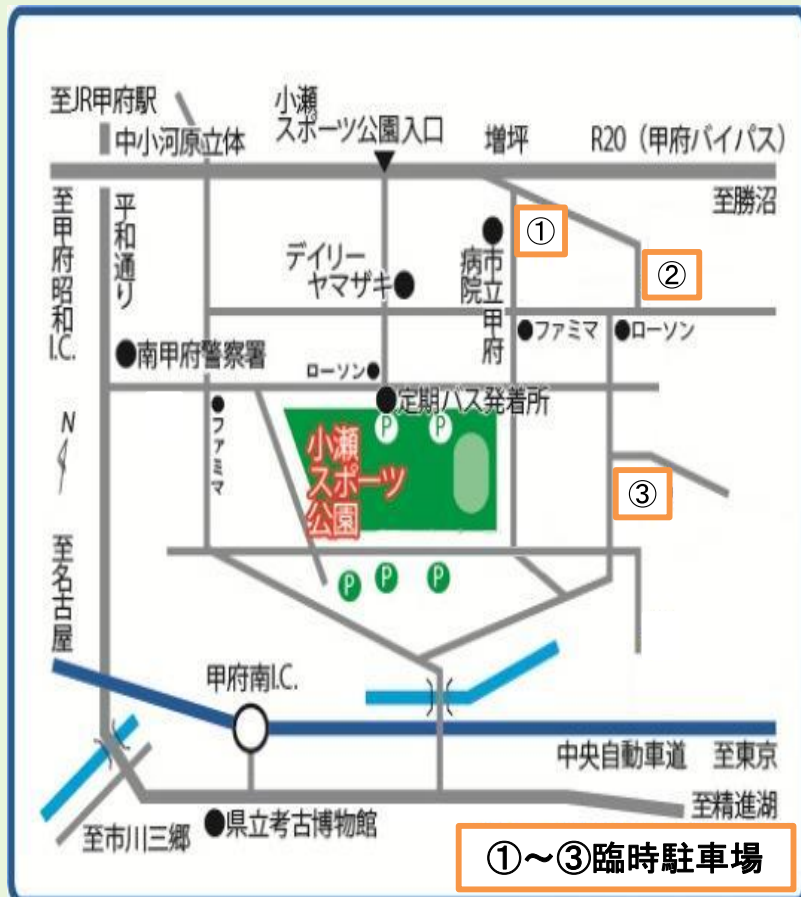 至JR甲府駅
小瀬
スポーツ公園入口
中小河原立体
増坪
R20（甲府バイパス）
至勝沼
至甲府昭和I.C.
平和通り
①
②
デイリー
ヤマザキ
市立甲府
病院
ファミマ
ローソン
南甲府警察署
ローソン
定期バス発着所
P
P
N
ファミマ
小瀬
スポーツ
公園
③
至名古屋
P
P
P
甲府南I.C.
中央自動車道
至東京
至精進湖
県立考古博物館
至市川三郷
①～③臨時駐車場